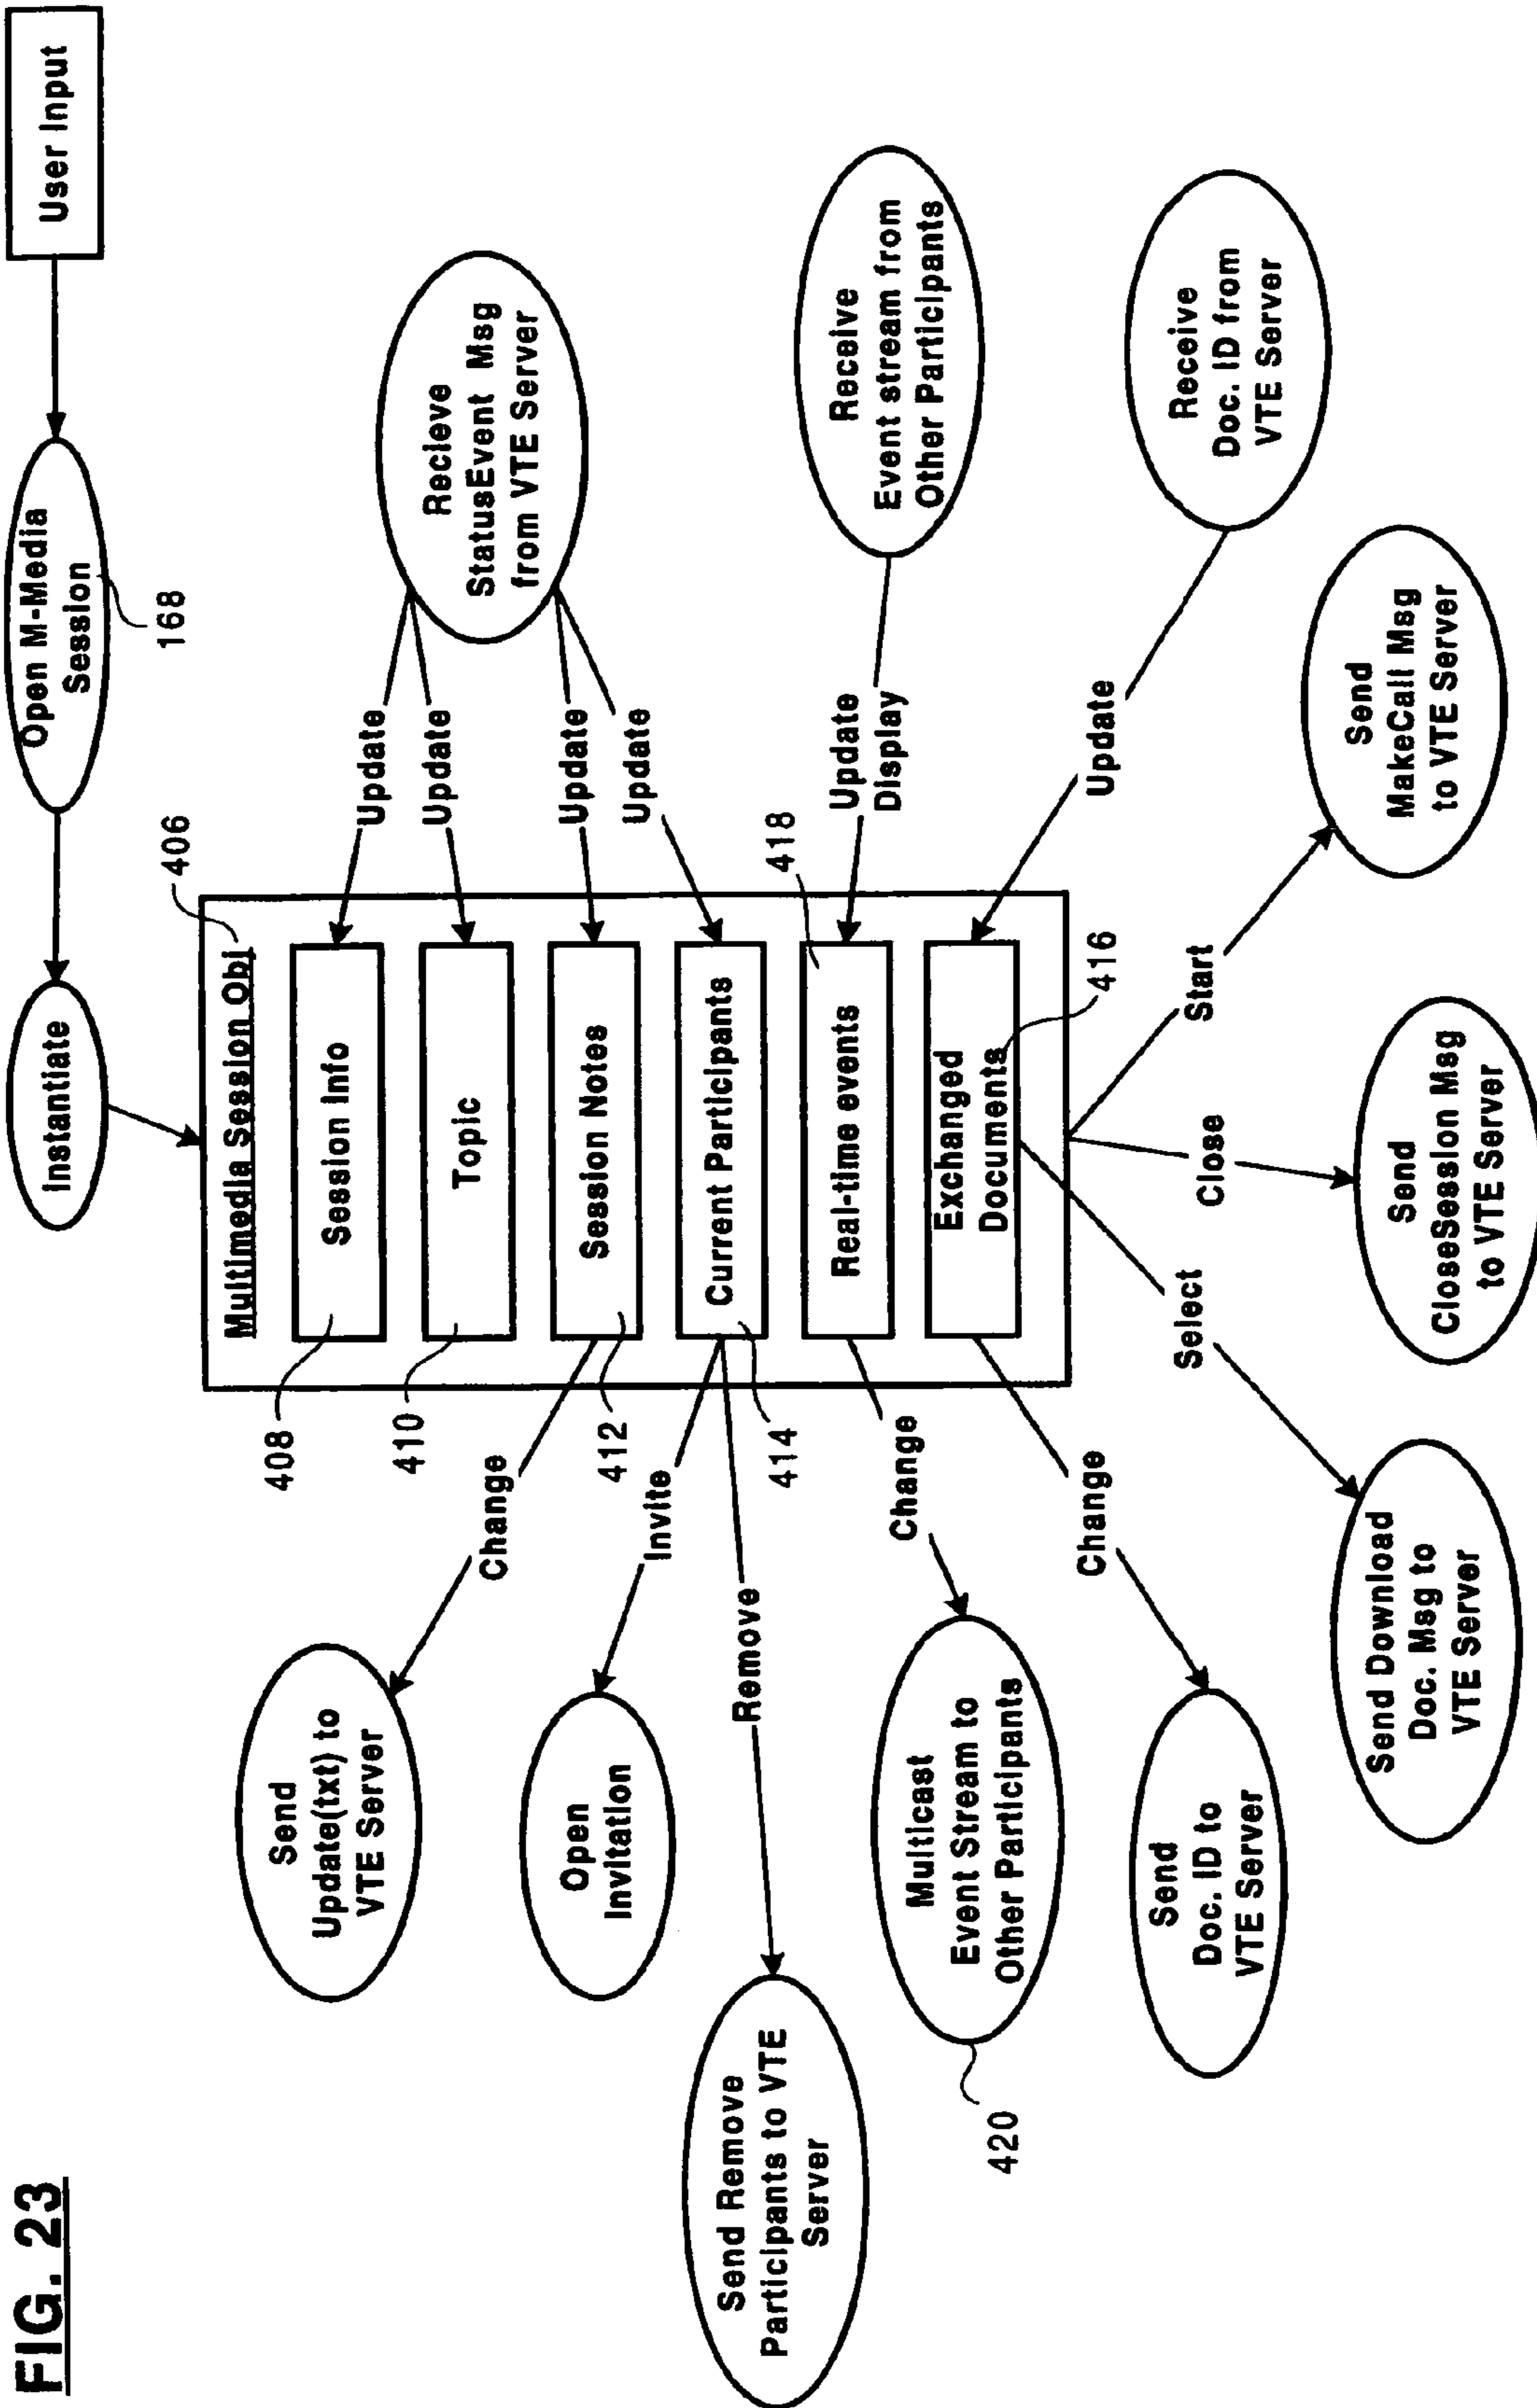 FIG. 23
User Input
Open M-Media
Session
168
Instantiate
406
Multimedia Session Obj
Session Info
408
Topic
410
Session Notes
412
Current Participants
414
Real-time events
418
Exchanged
Documents
416
Update
Update
Update
Update
Recieve
StatusEvent Msg
from VTE Server
Update
Display
Receive
Event stream from
Other Participants
Update
Receive
Doc. ID from
VTE Server
Change
Send
Update(txt) to
VTE Server
Invite
Open
Invitation
Remove
Send Remove
Participants to VTE
Server
Change
Multicast
Event Stream to
Other Participants
420
Change
Send
Doc. ID to
VTE Server
Select
Send Download
Doc. Msg to
VTE Server
Close
Send
CloseSession Msg
to VTE Server
Start
Send
MakeCall Msg
to VTE Server